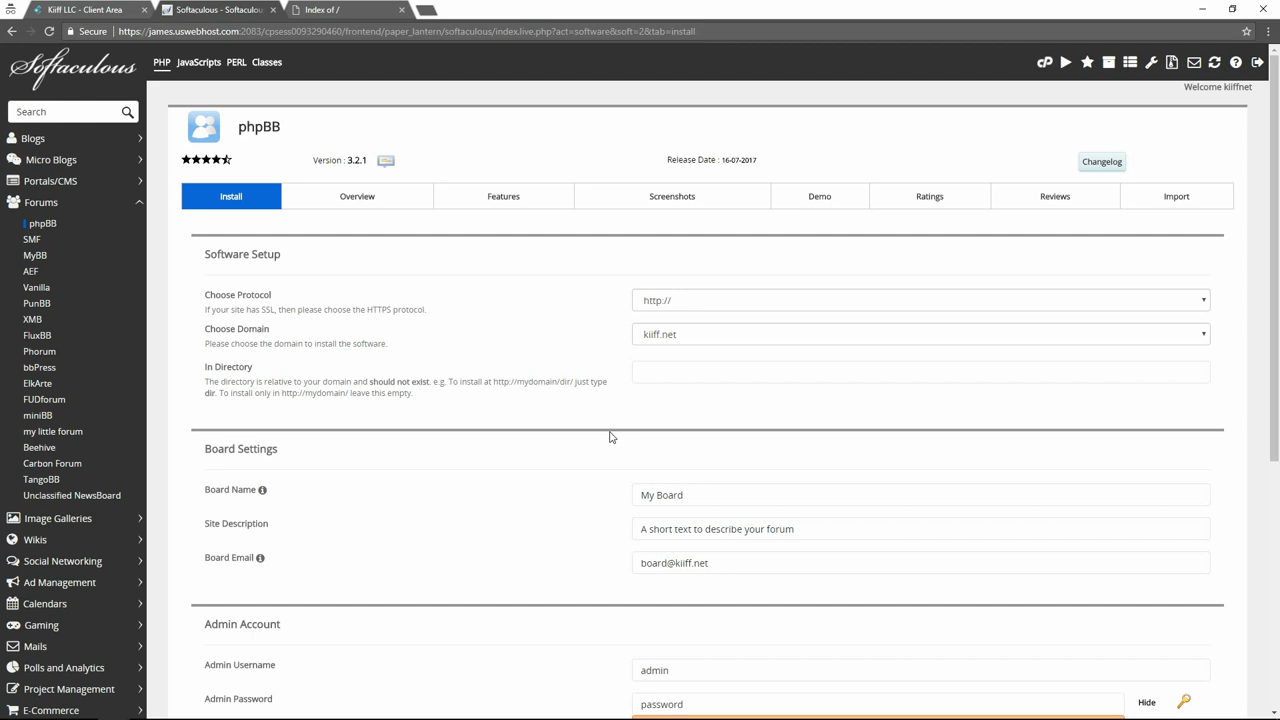 Kiiff LLC - Client Area
Softaculous - Softaculou
Index of /
Secure
https://james.uswebhost.com:2083/cpsess0093290460/frontend/paper_lantern/softaculous/index.live.php?act=software&soft=2&tab=install
Softaculous
PHP JavaScripts PERL Classes
Welcome kiiffnet
Search
Blogs
Micro Blogs
Portals/CMS
Forums
phpBB
SMF
MyBB
AEF
Vanilla
PunBB
XMB
FluxBB
Phorum
bbPress
ElkArte
FUDforum
miniBB
my little forum
Beehive
Carbon Forum
TangoBB
Unclassified NewsBoard
Image Galleries
Wikis
Social Networking
Ad Management
Calendars
Gaming
Mails
Polls and Analytics
Project Management
E-Commerce
phpBB
Version : 3.2.1
Release Date : 16-07-2017
Changelog
Install Overview Features Screenshots Demo Ratings Reviews Import
Software Setup
Choose Protocol
If your site has SSL, then please choose the HTTPS protocol.
http://
Choose Domain
Please choose the domain to install the software.
kiiff.net
In Directory
The directory is relative to your domain and should not exist. e.g. To install at http://mydomain/dir/ just type
dir. To install only in http://mydomain/ leave this empty.
Board Settings
Board Name
My Board
Site Description
A short text to describe your forum
Board Email
board@kiiff.net
Admin Account
Admin Username
admin
Admin Password
password
Hide